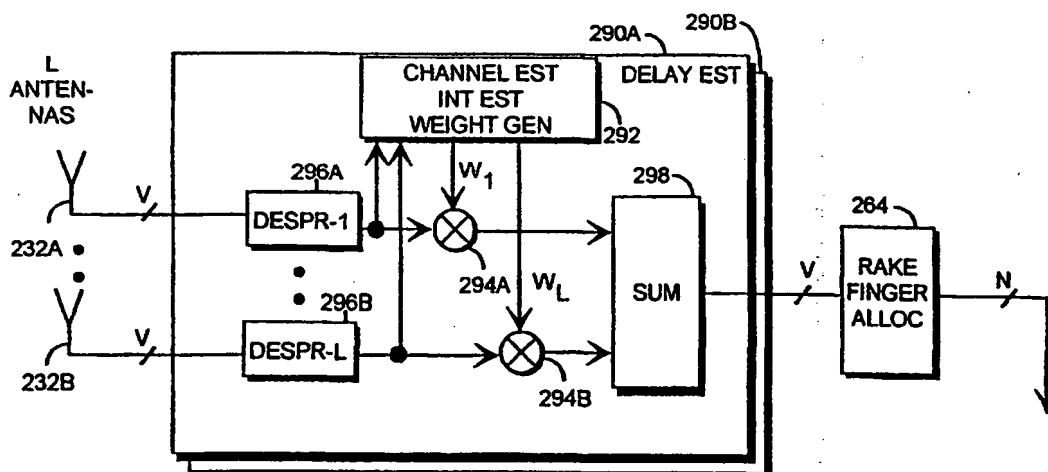 290B
290A
L
ANTEN-
NAS
CHANNEL EST
INT EST
WEIGHT GEN
292
DELAY EST
296A
W1
298
264
V
DESPR-1
232A
294A
WL
SUM
V
RAKE
FINGER
ALLOC
N
296B
V
DESPR-L
232B
294B